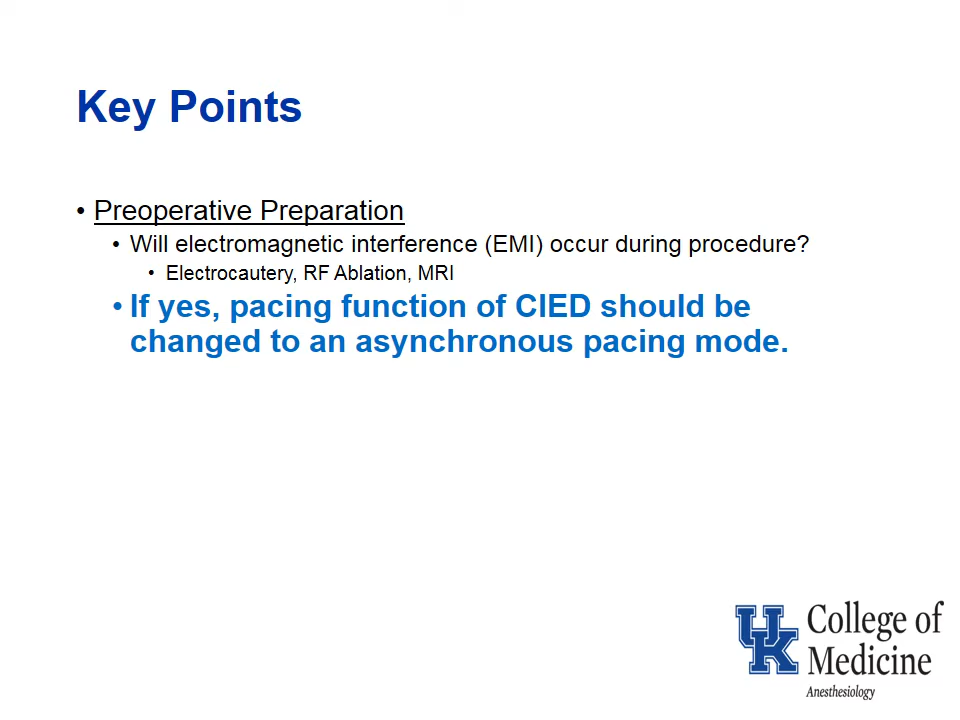 Key Points
• Preoperative Preparation
• Will electromagnetic interference (EMI) occur during procedure?
• Electrocautery, RF Ablation, MRI
• If yes, pacing function of CIED should be
changed to an asynchronous pacing mode.
UK
College of
Medicine
Anesthesiology